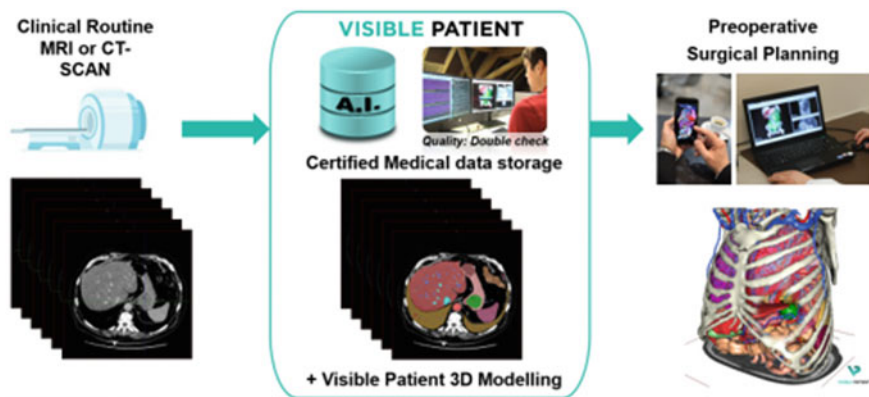 Clinical Routine
MRI or CT-
SCAN
VISIBLE PATIENT
A.I.
Quality: Double check
Certified Medical data storage
+ Visible Patient 3D Modelling
Preoperative
Surgical Planning